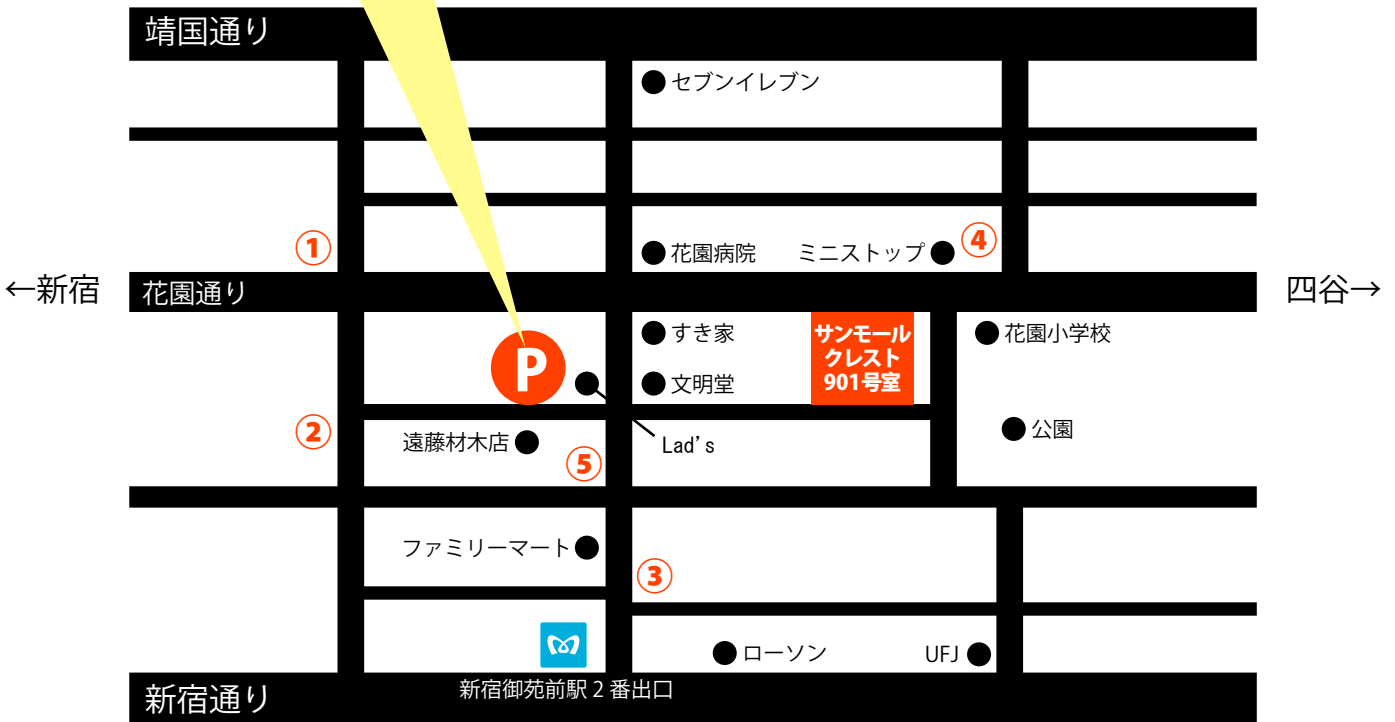 靖国通り
セブンイレブン
①
花園病院
ミニストップ
④
←新宿
花園通り
四谷→
P
すき家
文明堂
サンモール
クレスト
901号室
花園小学校
②
遠藤材木店
⑤
Lad's
公園
ファミリーマート
③
ローソン
UFJ
新宿御苑前駅 2 番出口
新宿通り